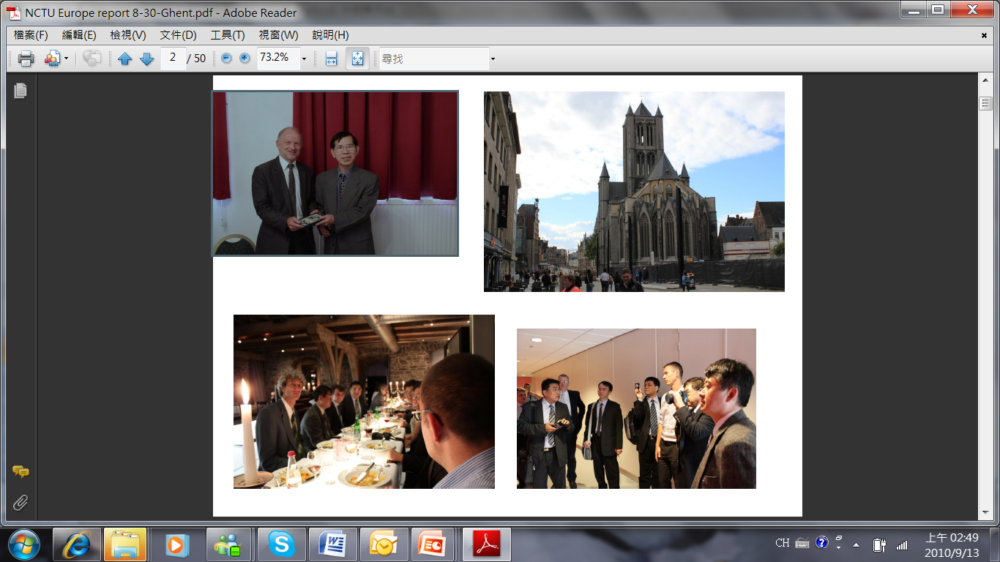 NCTU Europe report 8-30-Ghent.pdf - Adobe Reader
檔案(F) 編輯(E) 檢視(V) 文件(D) 工具(T) 視窗(W) 說明(H)
2 / 50 73.2% 尋找
CH 上午 02:49
2010/9/13